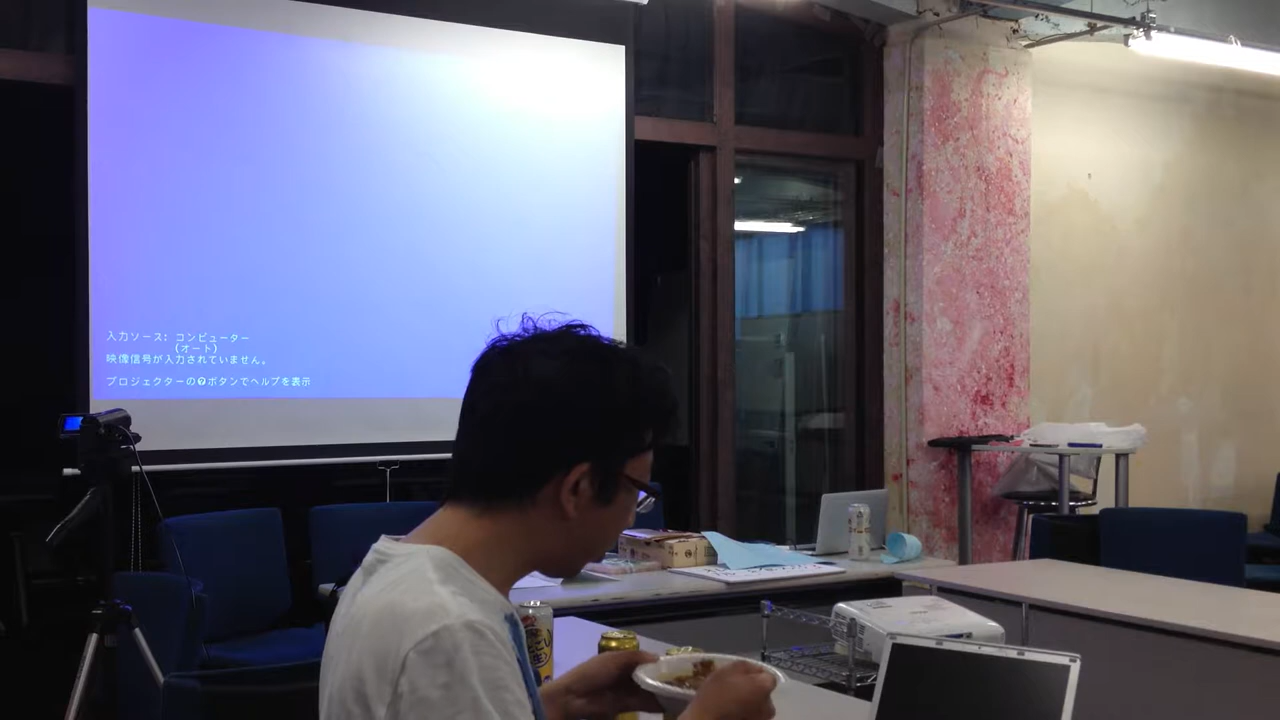 入力ソース: コンピューター
(オート)
映像信号が入力されていません。
プロジェクターの?ボタンでヘルプを表示